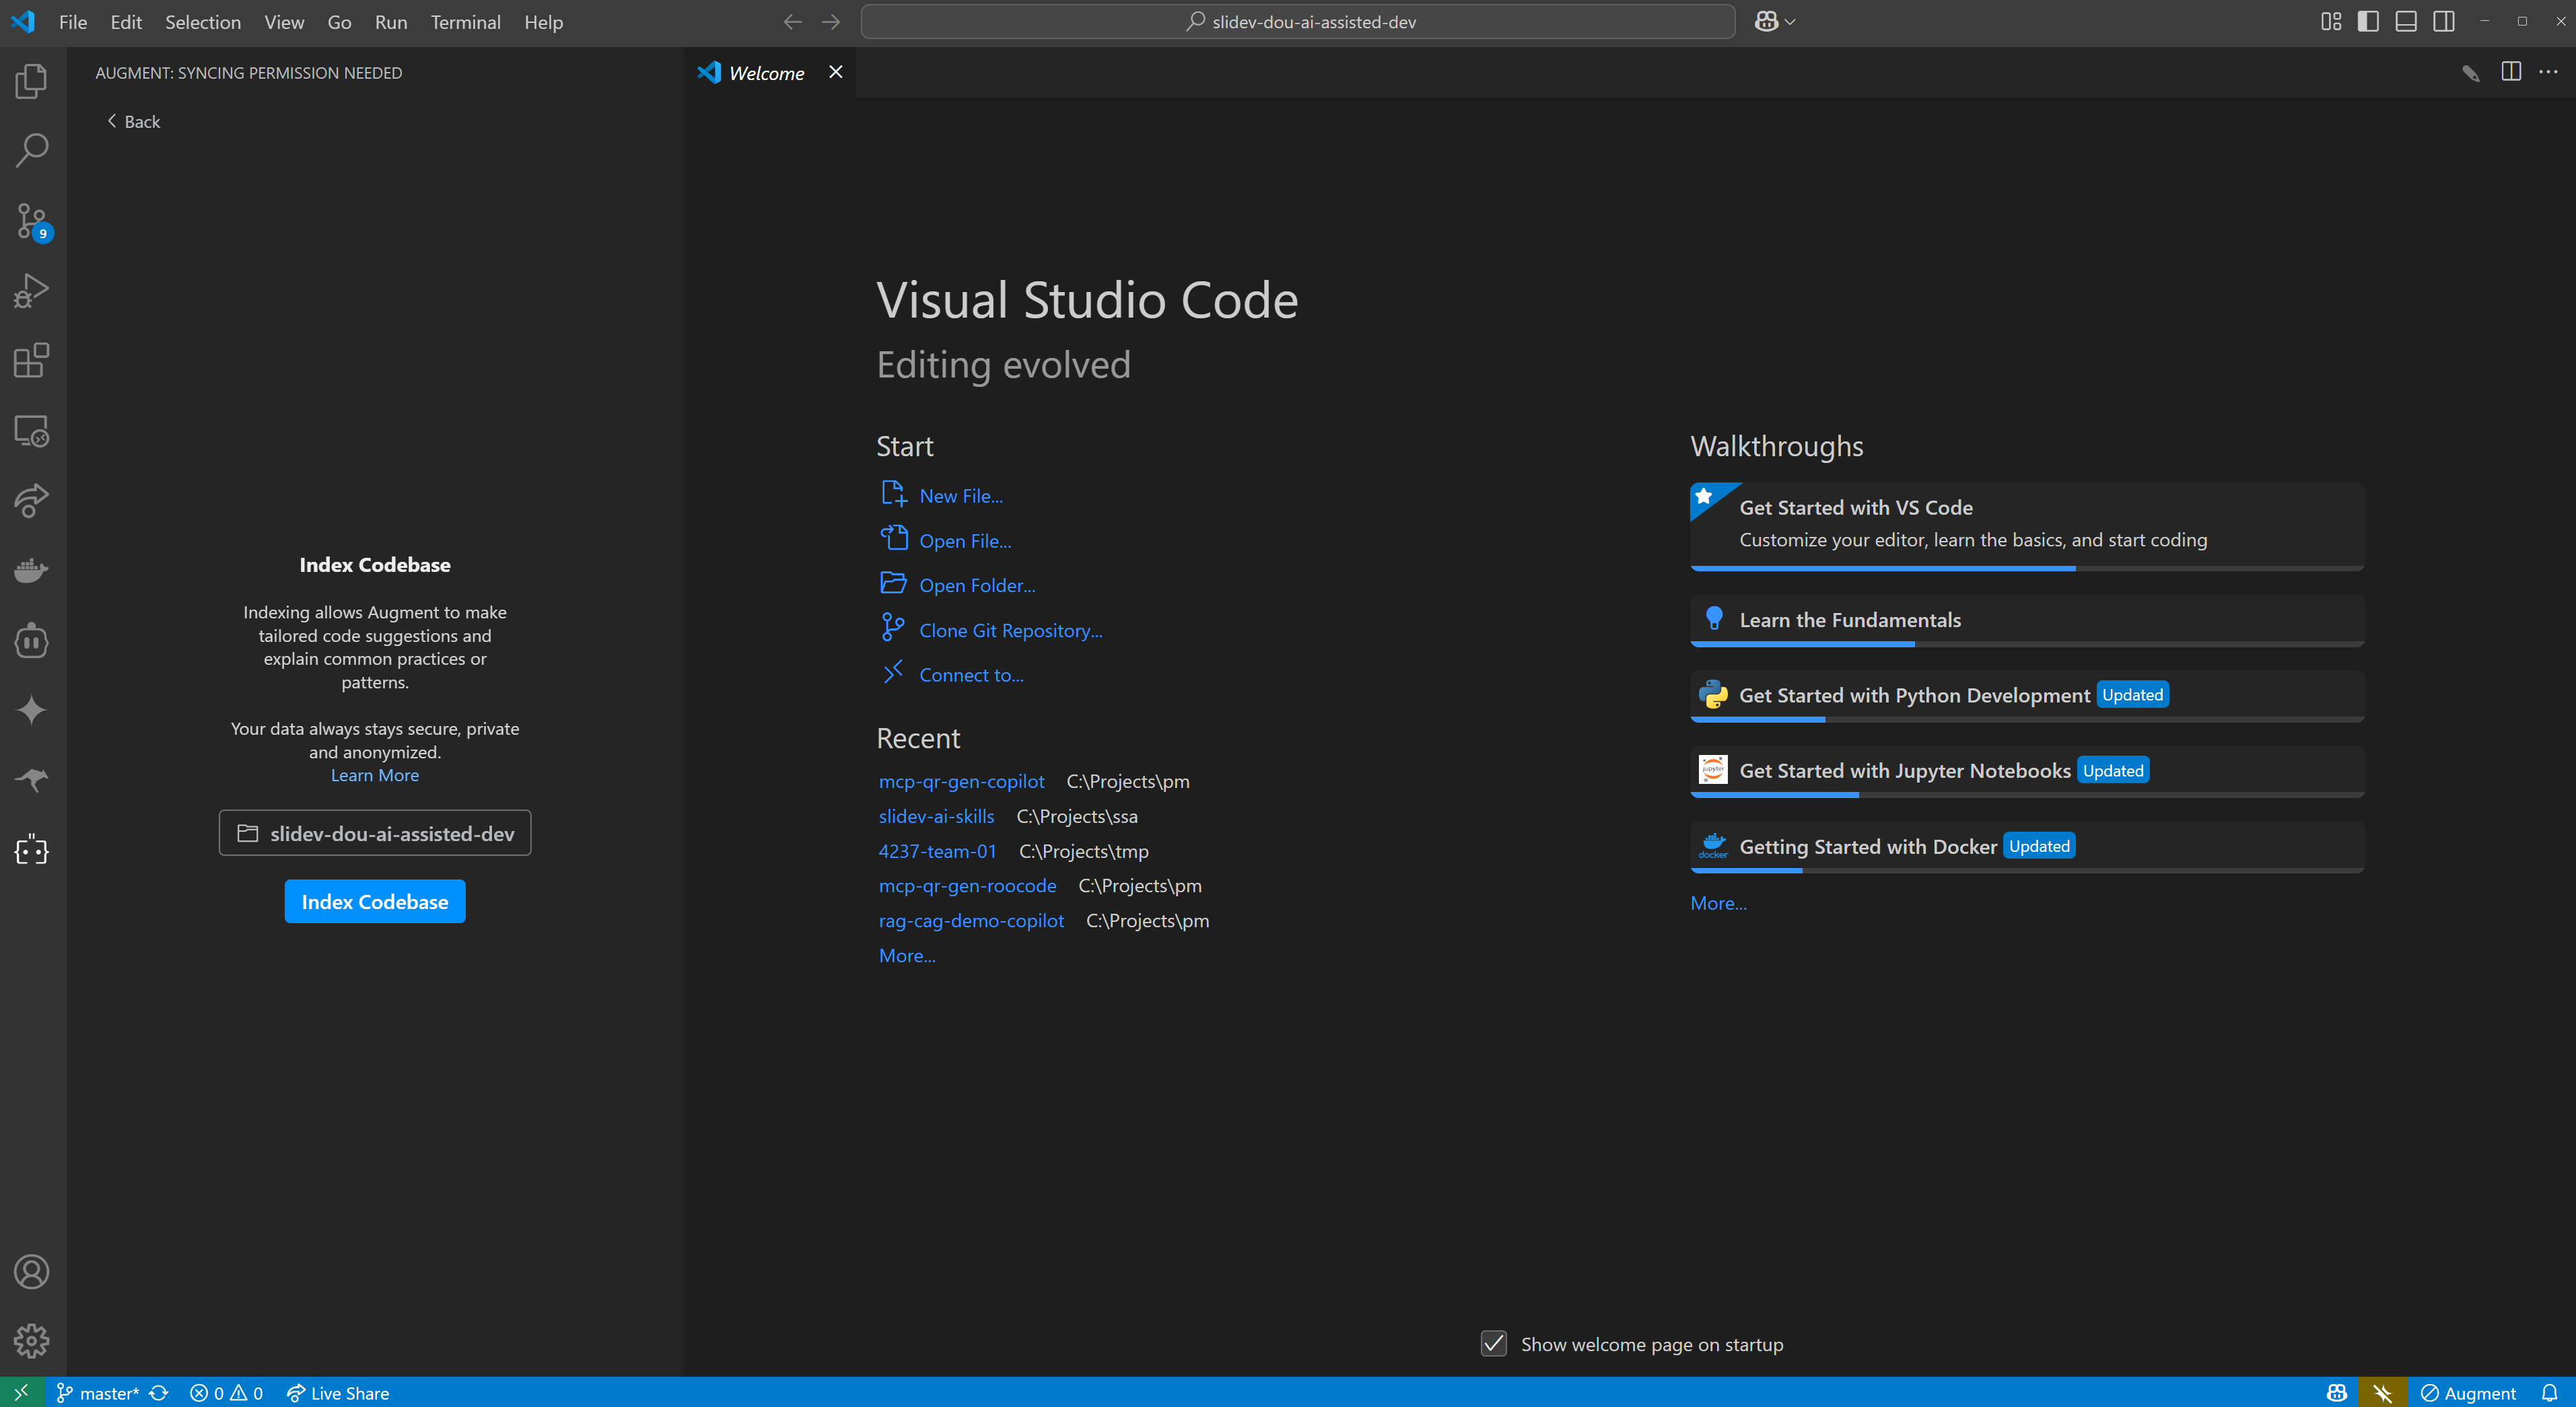 File Edit Selection View Go Run Terminal Help
slidev-dou-ai-assisted-dev
AUGMENT: SYNCING PERMISSION NEEDED
Back
9
Index Codebase
Indexing allows Augment to make
tailored code suggestions and
explain common practices or
patterns.
Your data always stays secure, private
and anonymized.
Learn More
slidev-dou-ai-assisted-dev
Index Codebase
Welcome
Visual Studio Code
Editing evolved
Start
New File...
Open File...
Open Folder...
Clone Git Repository...
Connect to...
Recent
mcp-qr-gen-copilot C:\Projects\pm
slidev-ai-skills C:\Projects\ssa
4237-team-01 C:\Projects\tmp
mcp-qr-gen-roocode C:\Projects\pm
rag-cag-demo-copilot C:\Projects\pm
More...
Walkthroughs
Get Started with VS Code
Customize your editor, learn the basics, and start coding
Learn the Fundamentals
Get Started with Python Development Updated
jupyter
Get Started with Jupyter Notebooks Updated
docker
Getting Started with Docker Updated
More...
Show welcome page on startup
master* 0 0 Live Share
Augment